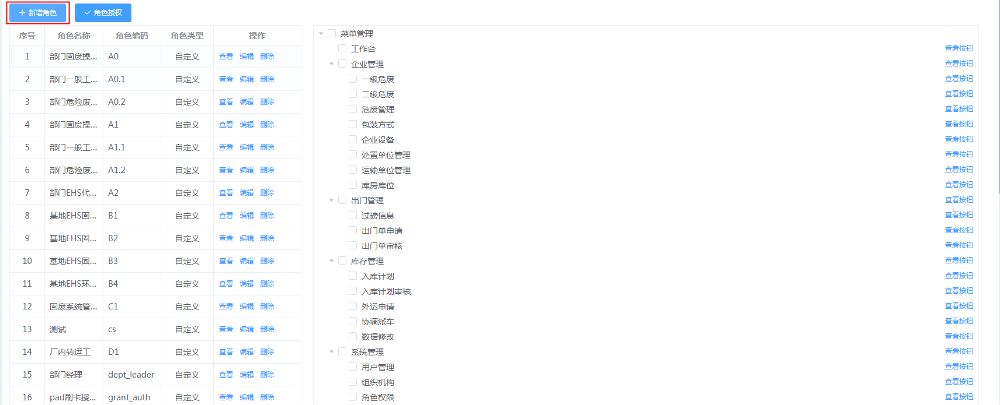 新增角色 角色授权
序号 角色名称 角色编码 角色类型 操作
1 部门固废操... A0 自定义 查看 编辑 删除
2 部门一般工... A0.1 自定义 查看 编辑 删除
3 部门危险废... A0.2 自定义 查看 编辑 删除
4 部门固废操... A1 自定义 查看 编辑 删除
5 部门一般工... A1.1 自定义 查看 编辑 删除
6 部门危险废... A1.2 自定义 查看 编辑 删除
7 部门EHS代... A2 自定义 查看 编辑 删除
8 基地EHS固... B1 自定义 查看 编辑 删除
9 基地EHS固... B2 自定义 查看 编辑 删除
10 基地EHS固... B3 自定义 查看 编辑 删除
11 基地EHS环... B4 自定义 查看 编辑 删除
12 固废系统管... C1 自定义 查看 编辑 删除
13 测试 cs 自定义 查看 编辑 删除
14 厂内转运工 D1 自定义 查看 编辑 删除
15 部门经理 dept_leader 自定义 查看 编辑 删除
16 pad刷卡授... grant_auth 自定义 查看 编辑 删除
菜单管理
工作台 查看按钮
企业管理 查看按钮
一级危废 查看按钮
二级危废 查看按钮
危废管理 查看按钮
包装方式 查看按钮
企业设备 查看按钮
处置单位管理 查看按钮
运输单位管理 查看按钮
库房库位 查看按钮
出门管理 查看按钮
过磅信息 查看按钮
出门单申请 查看按钮
出门单审核 查看按钮
库存管理 查看按钮
入库计划 查看按钮
入库计划审核 查看按钮
外运申请 查看按钮
协调派车 查看按钮
数据修改 查看按钮
系统管理 查看按钮
用户管理 查看按钮
组织机构 查看按钮
角色权限 查看按钮